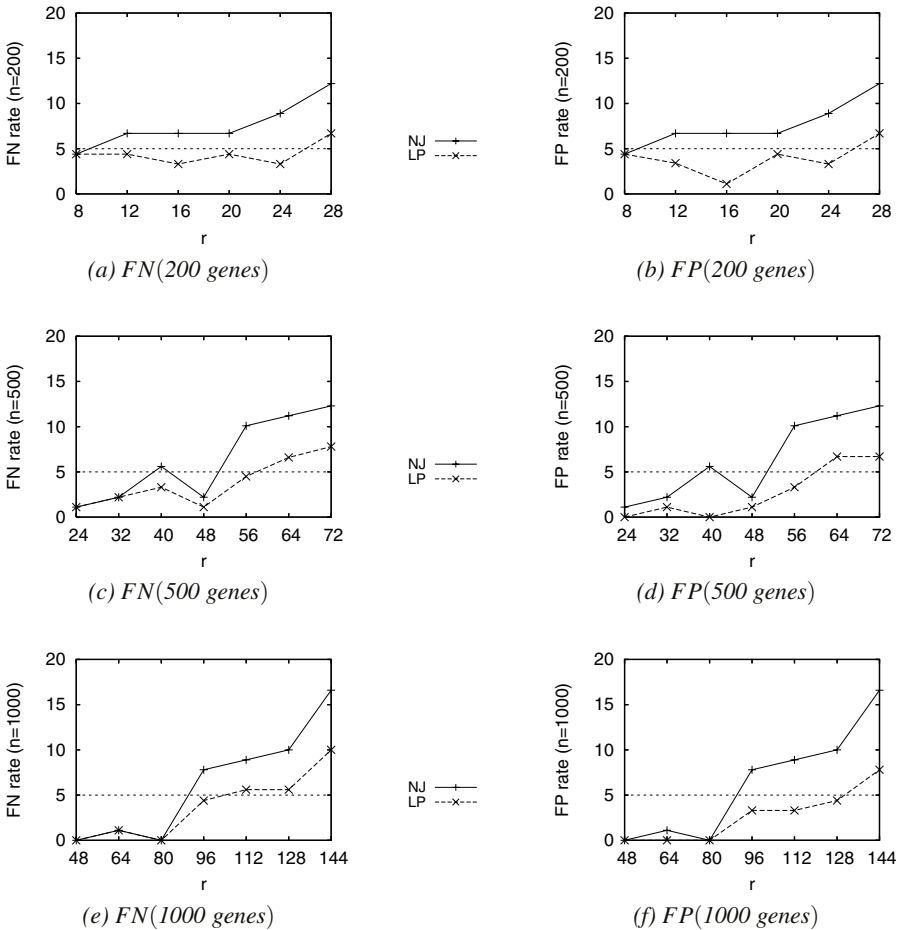 FN rate (n=200)
20
15
10
5
0
8 12 16 20 24 28
r
(a) FN(200 genes)
NJ
LP
FP rate (n=200)
20
15
10
5
0
8 12 16 20 24 28
r
(b) FP(200 genes)
FN rate (n=500)
20
15
10
5
0
24 32 40 48 56 64 72
r
(c) FN(500 genes)
NJ
LP
FP rate (n=500)
20
15
10
5
0
24 32 40 48 56 64 72
r
(d) FP(500 genes)
FN rate (n=1000)
20
15
10
5
0
48 64 80 96 112 128 144
r
(e) FN(1000 genes)
NJ
LP
FP rate (n=1000)
20
15
10
5
0
48 64 80 96 112 128 144
r
(f) FP(1000 genes)